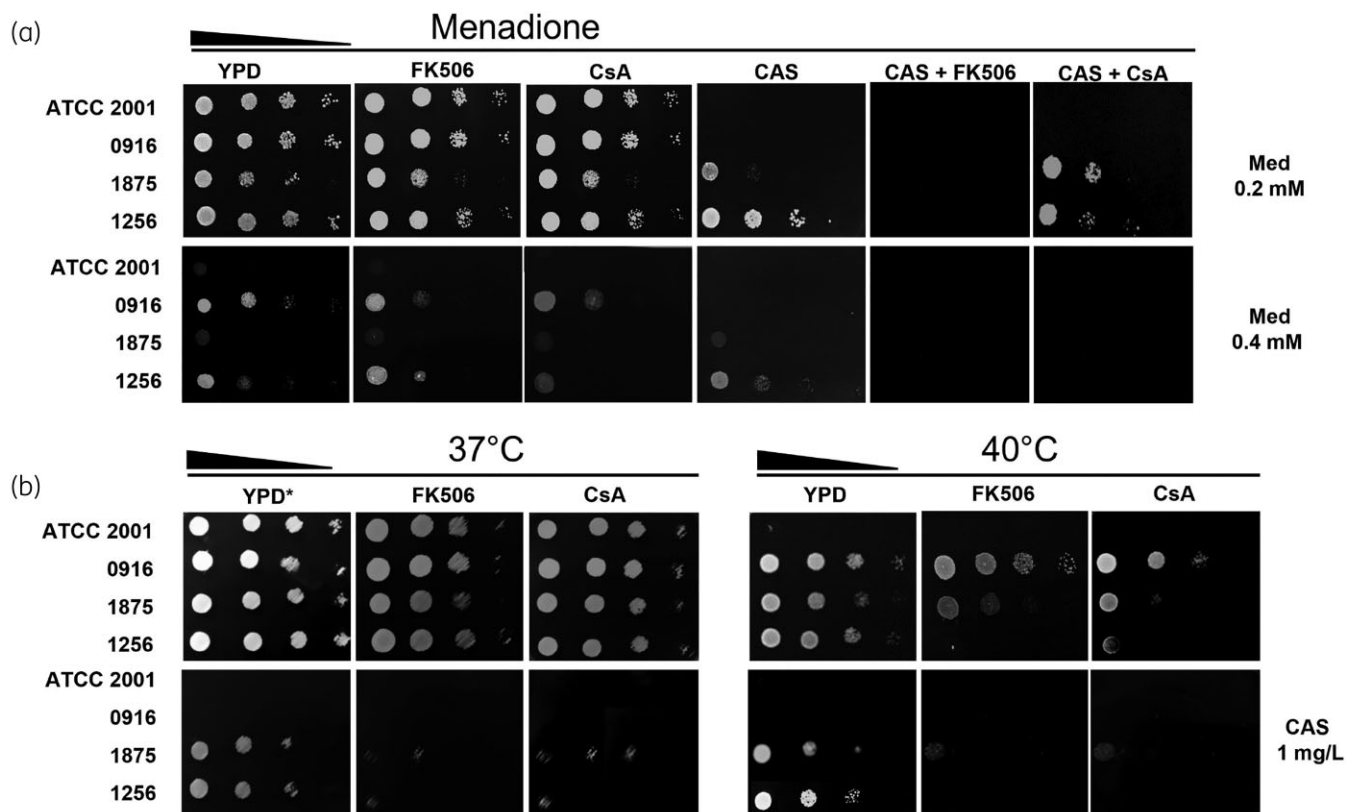 (a)
Menadione
YPD FK506 CsA CAS CAS + FK506 CAS + CsA
ATCC 2001
0916
1875
1256
Med
0.2 mM
ATCC 2001
0916
1875
1256
Med
0.4 mM
(b)
37°C 40°C
YPD* FK506 CsA YPD FK506 CsA
ATCC 2001
0916
1875
1256
ATCC 2001
0916
1875
1256
CAS
1 mg/L